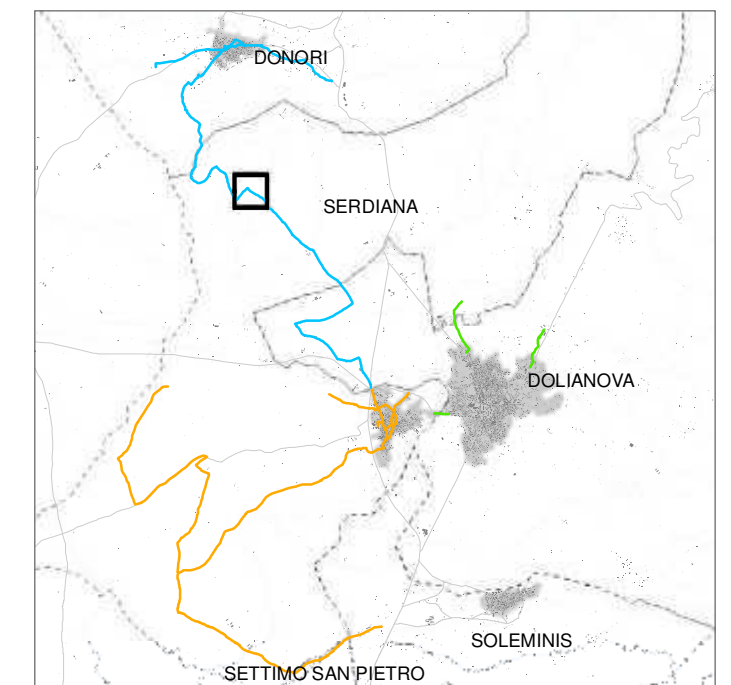 DONORI
SERDIANA
DOLIANOVA
SOLEMINIS
SETTIMO SAN PIETRO